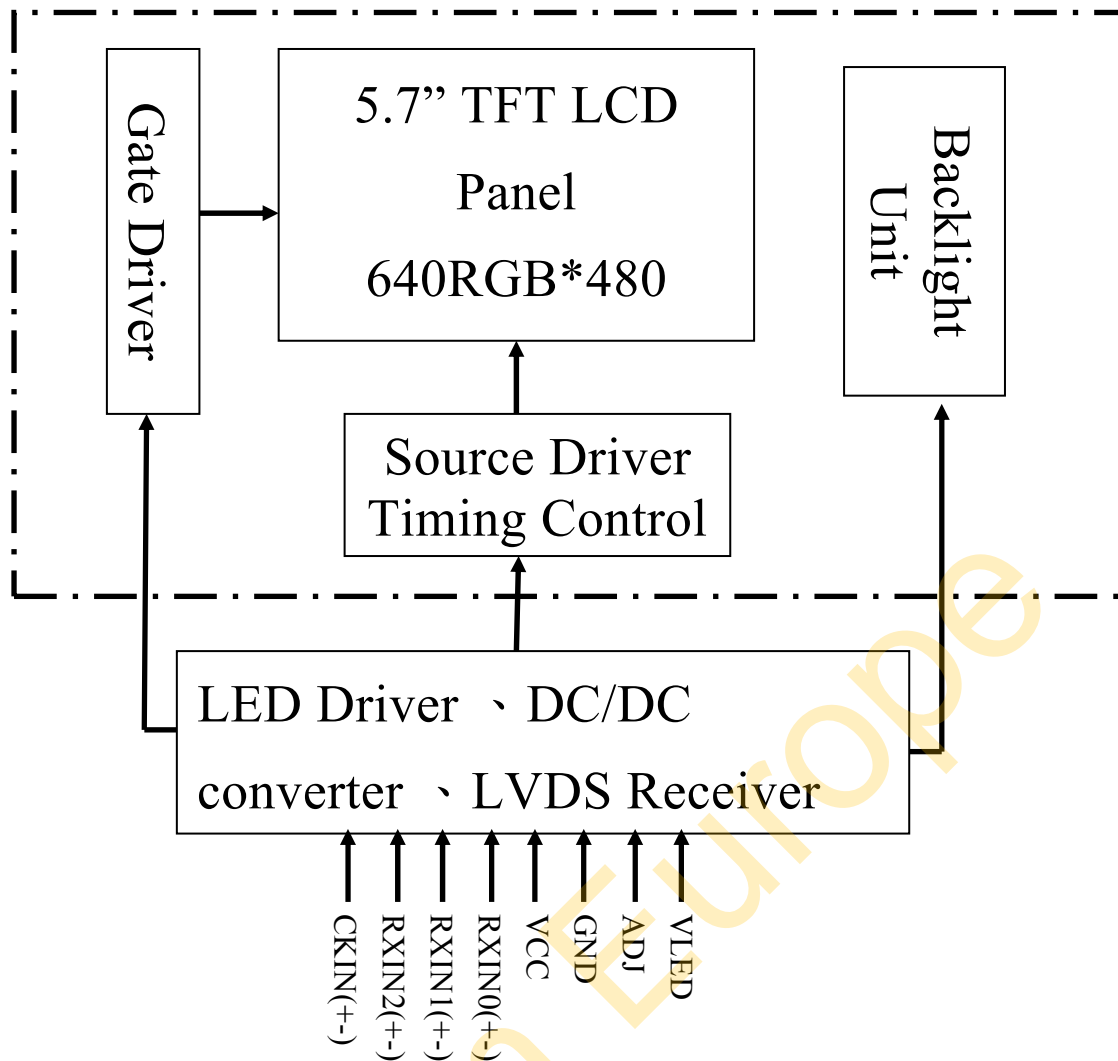 Gate Driver
5.7” TFT LCD
Panel
640RGB*480
Backlight
Unit
Source Driver
Timing Control
LED Driver 、DC/DC
converter 、LVDS Receiver
CKIN(+-)
RXIN2(+-)
RXIN1(+-)
RXIN0(+-)
VCC
GND
ADJ
VLED
Europe